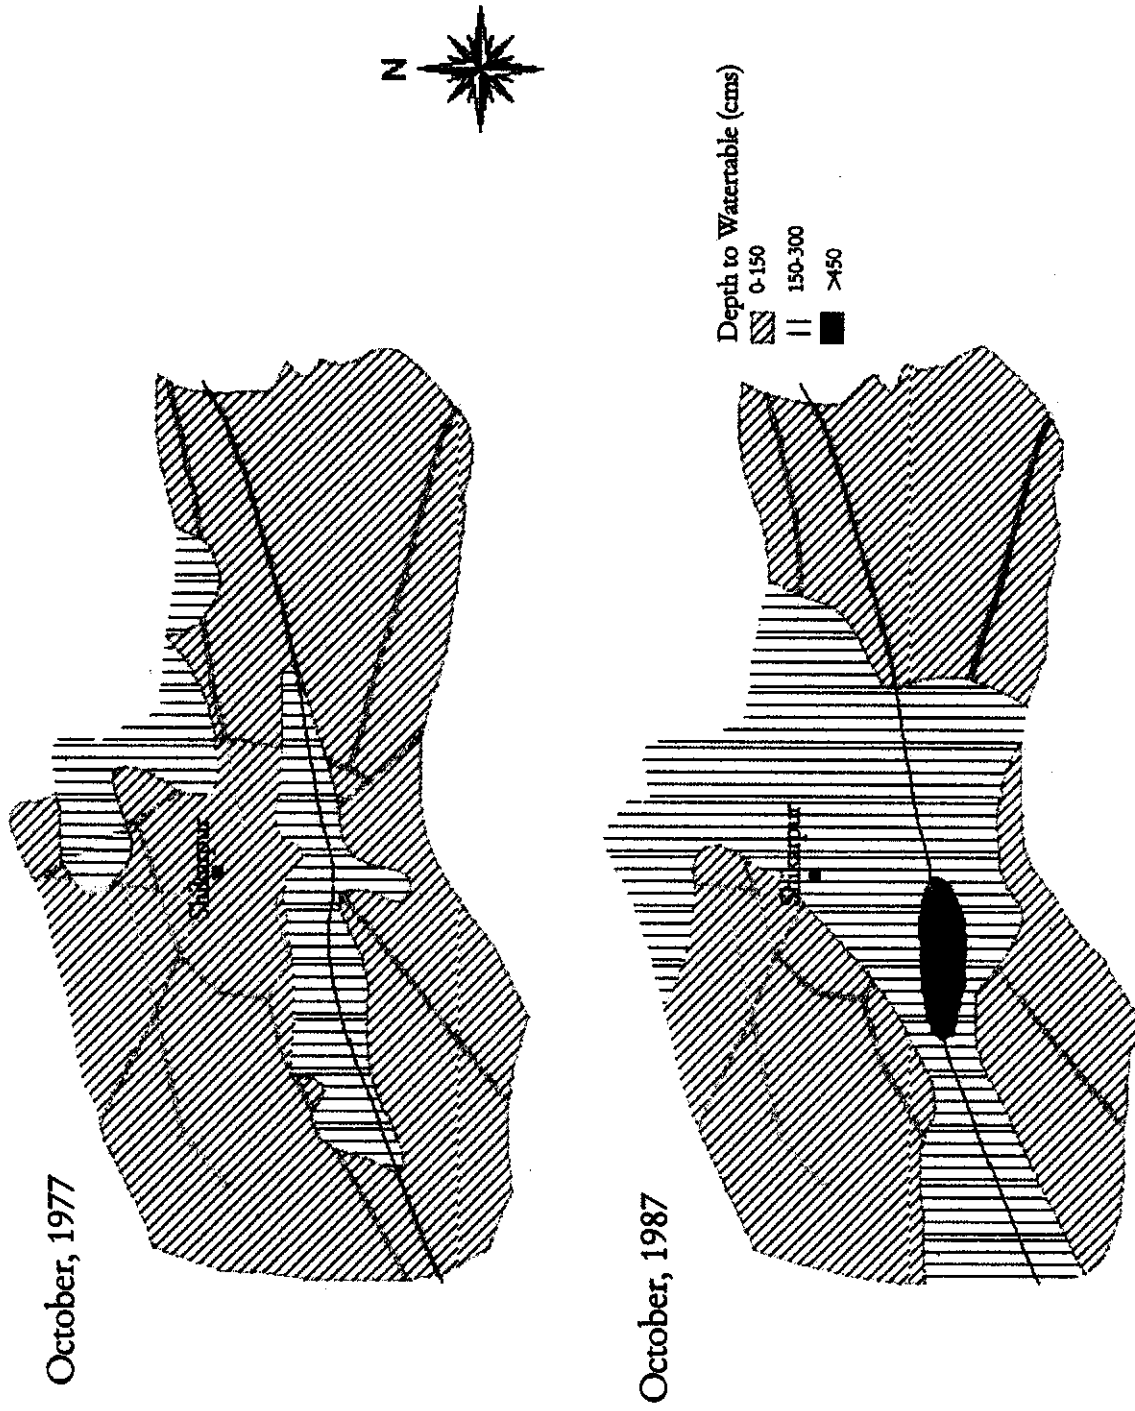 October, 1977
Shikarpur
N
October, 1987
Shikarpur
Depth to Watertable (cms)
0-150
150-300
>450